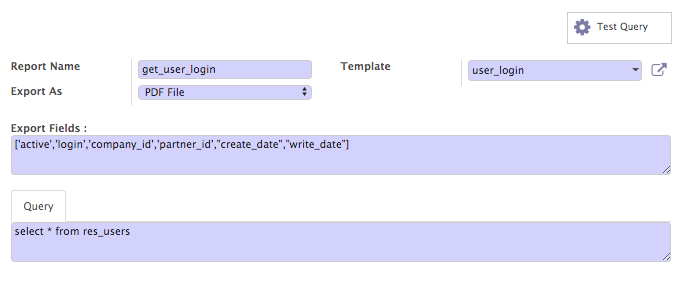 Test Query
Report Name get_user_login Template user_login
Export As PDF File
Export Fields :
['active','login','company_id','partner_id',"create_date","write_date"]
Query
select * from res_users